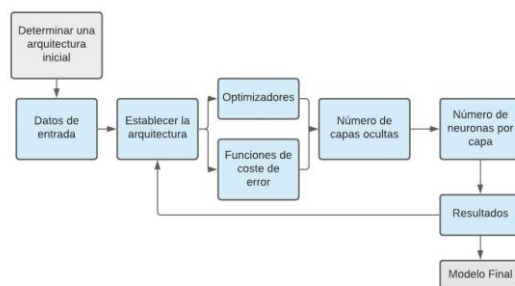 Determinar una
arquitectura
inicial
Datos de
entrada
Establecer la
arquitectura
Optimizadores
Funciones de
coste de
error
Número de
capas ocultas
Número de
neuronas por
capa
Resultados
Modelo Final